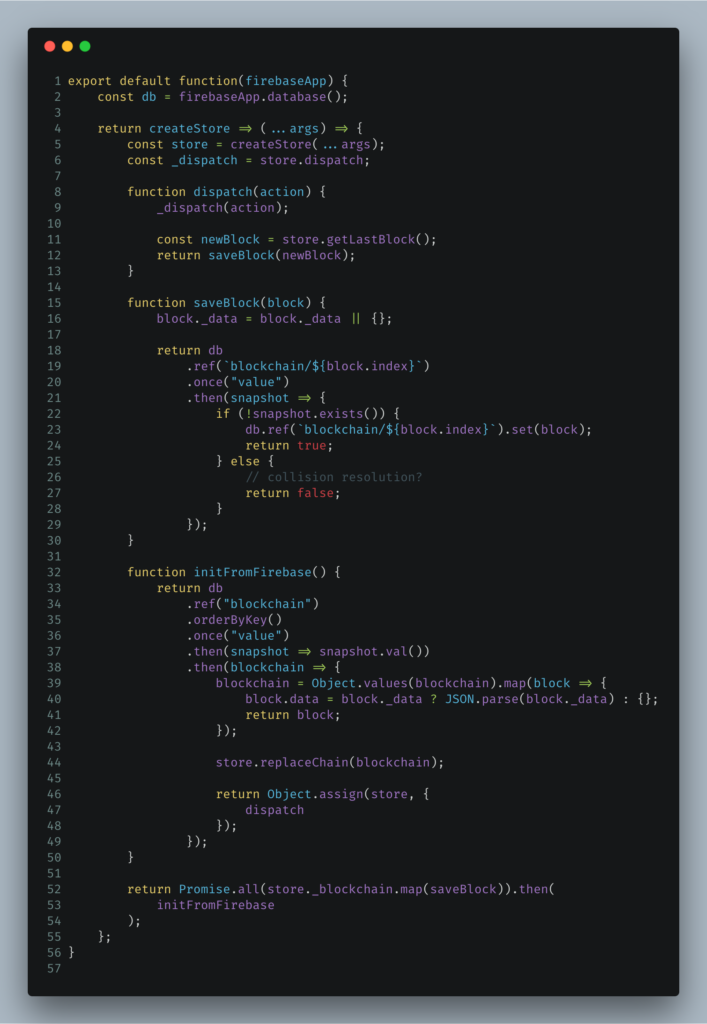 1 export default function(firebaseApp) {
2     const db = firebaseApp.database();
3
4     return createStore => (...args) => {
5         const store = createStore(...args);
6         const _dispatch = store.dispatch;
7
8         function dispatch(action) {
9             _dispatch(action);
10
11             const newBlock = store.getLastBlock();
12             return saveBlock(newBlock);
13         }
14
15         function saveBlock(block) {
16             block._data = block._data || {};
17
18             return db
19                 .ref(`blockchain/${block.index}`)
20                 .once("value")
21                 .then(snapshot => {
22                     if (!snapshot.exists()) {
23                         db.ref(`blockchain/${block.index}`).set(block);
24                         return true;
25                     } else {
26                         // collision resolution?
27                         return false;
28                     }
29                 });
30         }
31
32         function initFromFirebase() {
33             return db
34                 .ref("blockchain")
35                 .orderByKey()
36                 .once("value")
37                 .then(snapshot => snapshot.val())
38                 .then(blockchain => {
39                     blockchain = Object.values(blockchain).map(block => {
40                         block.data = block._data ? JSON.parse(block._data) : {};
41                         return block;
42                     });
43
44                     store.replaceChain(blockchain);
45
46                     return Object.assign(store, {
47                         dispatch
48                     });
49                 });
50         }
51
52         return Promise.all(store._blockchain.map(saveBlock)).then(
53             initFromFirebase
54         );
55     };
56 }
57